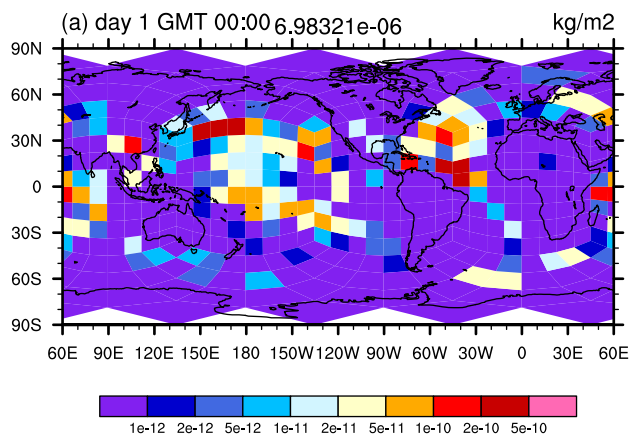 (a) day 1 GMT 00:00 6.98321e-06 kg/m2
90N
60N
30N
0
30S
60S
90S
60E 90E 120E 150E 180 150W 120W 90W 60W 30W 0 30E 60E
1e-12 2e-12 5e-12 1e-11 2e-11 5e-11 1e-10 2e-10 5e-10